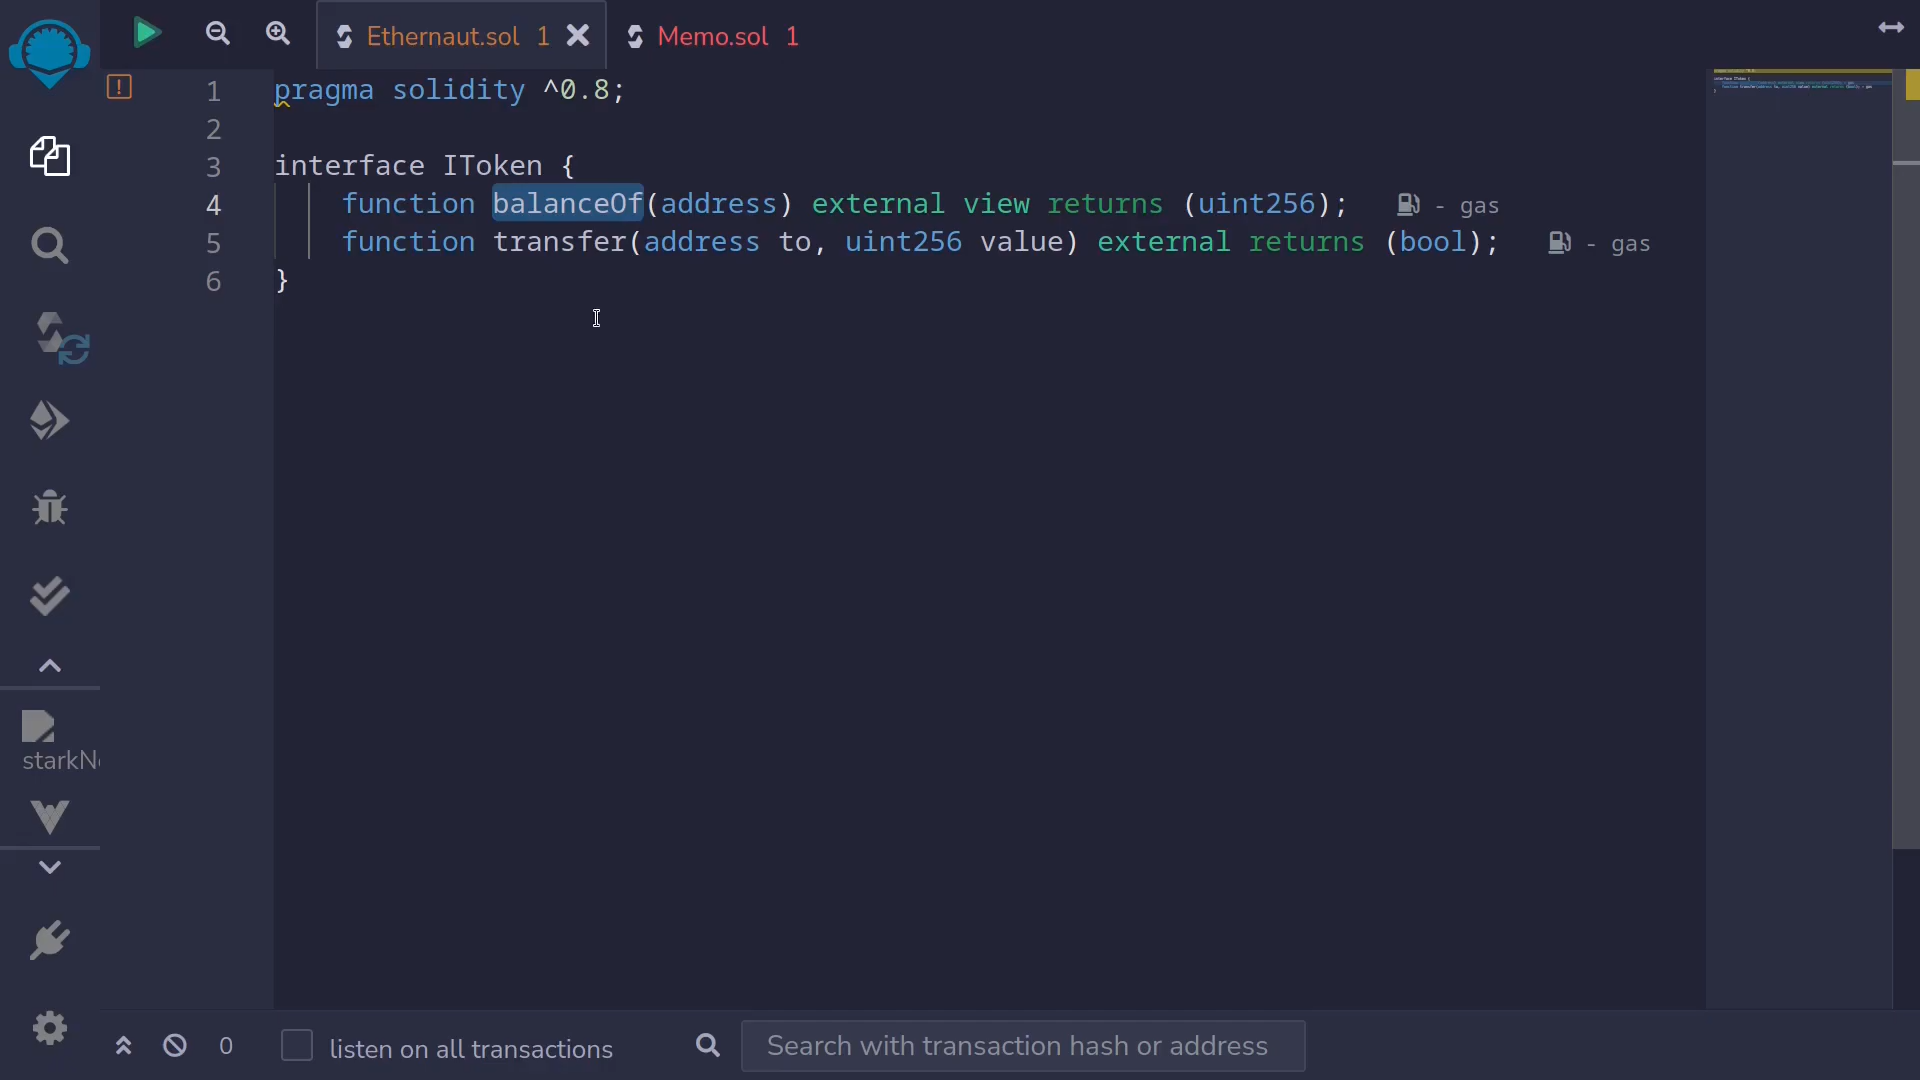 Ethernaut.sol 1
Memo.sol 1
1 pragma solidity ^0.8;
2
3 interface IToken {
4 function balanceOf(address) external view returns (uint256); - gas
5 function transfer(address to, uint256 value) external returns (bool); - gas
6 }
starkN
0
listen on all transactions
Search with transaction hash or address